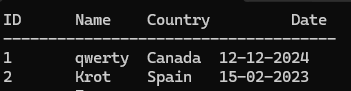 ID Name Country Date
-------------------------------------
1 qwerty Canada 12-12-2024
2 Krot Spain 15-02-2023